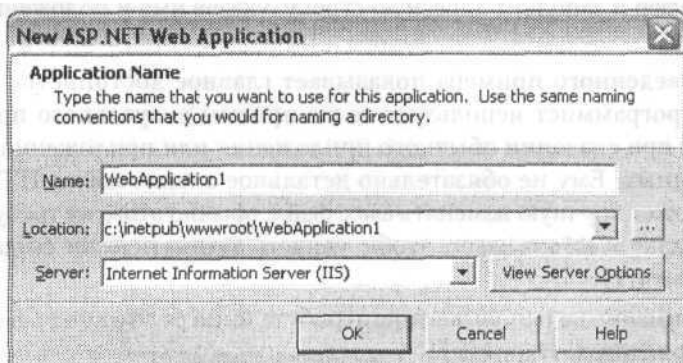 New ASP.NET Web Application
Application Name
Type the name that you want to use for this application. Use the same naming
conventions that you would for naming a directory.
Name: WebApplication1
Location: c:\inetpub\wwwroot\WebApplication1 ...
Server: Internet Information Server (IIS) View Server Options
OK Cancel Help